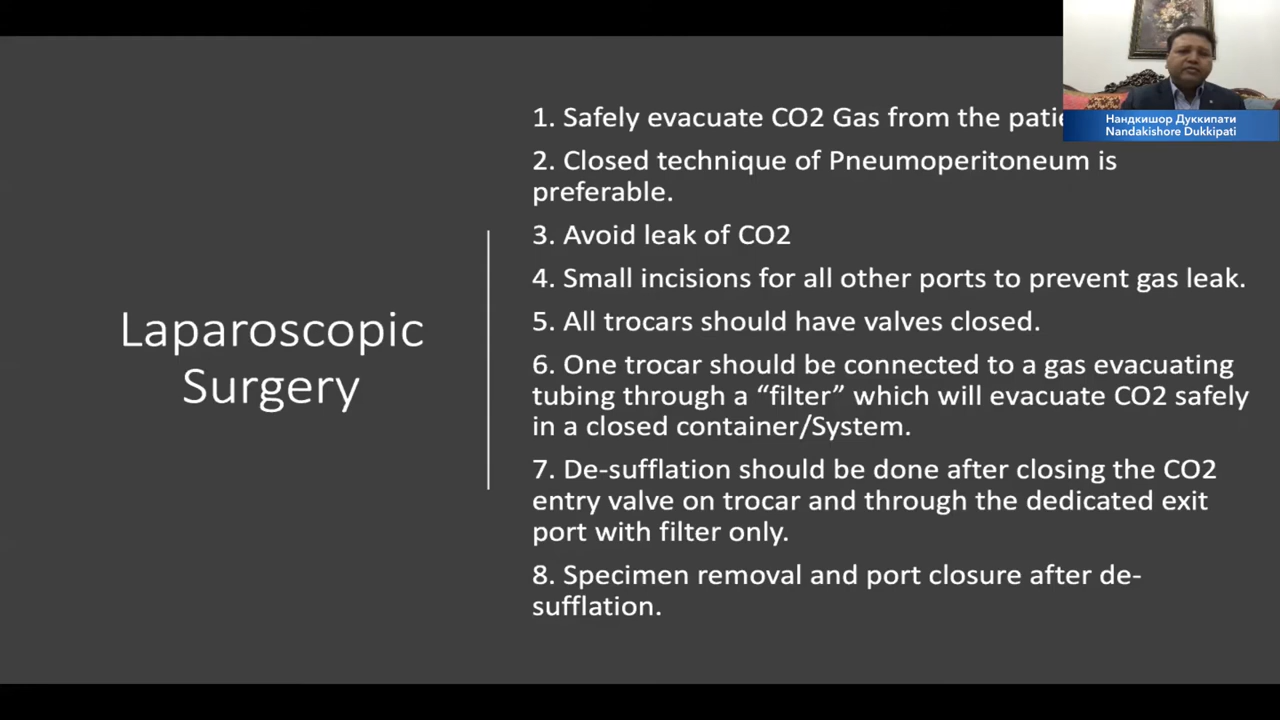 Laparoscopic
Surgery
1. Safely evacuate CO2 Gas from the
2. Closed technique of Pneumoperitoneum is
preferable.
3. Avoid leak of CO2
4. Small incisions for all other ports to prevent gas leak.
5. All trocars should have valves closed.
6. One trocar should be connected to a gas evacuating
tubing through a “filter” which will evacuate CO2 safely
in a closed container/System.
7. De-sufflation should be done after closing the CO2
entry valve on trocar and through the dedicated exit
port with filter only.
8. Specimen removal and port closure after de-
sufflation.
Нандкишор Дуккипати
Nandakishore Dukkipati